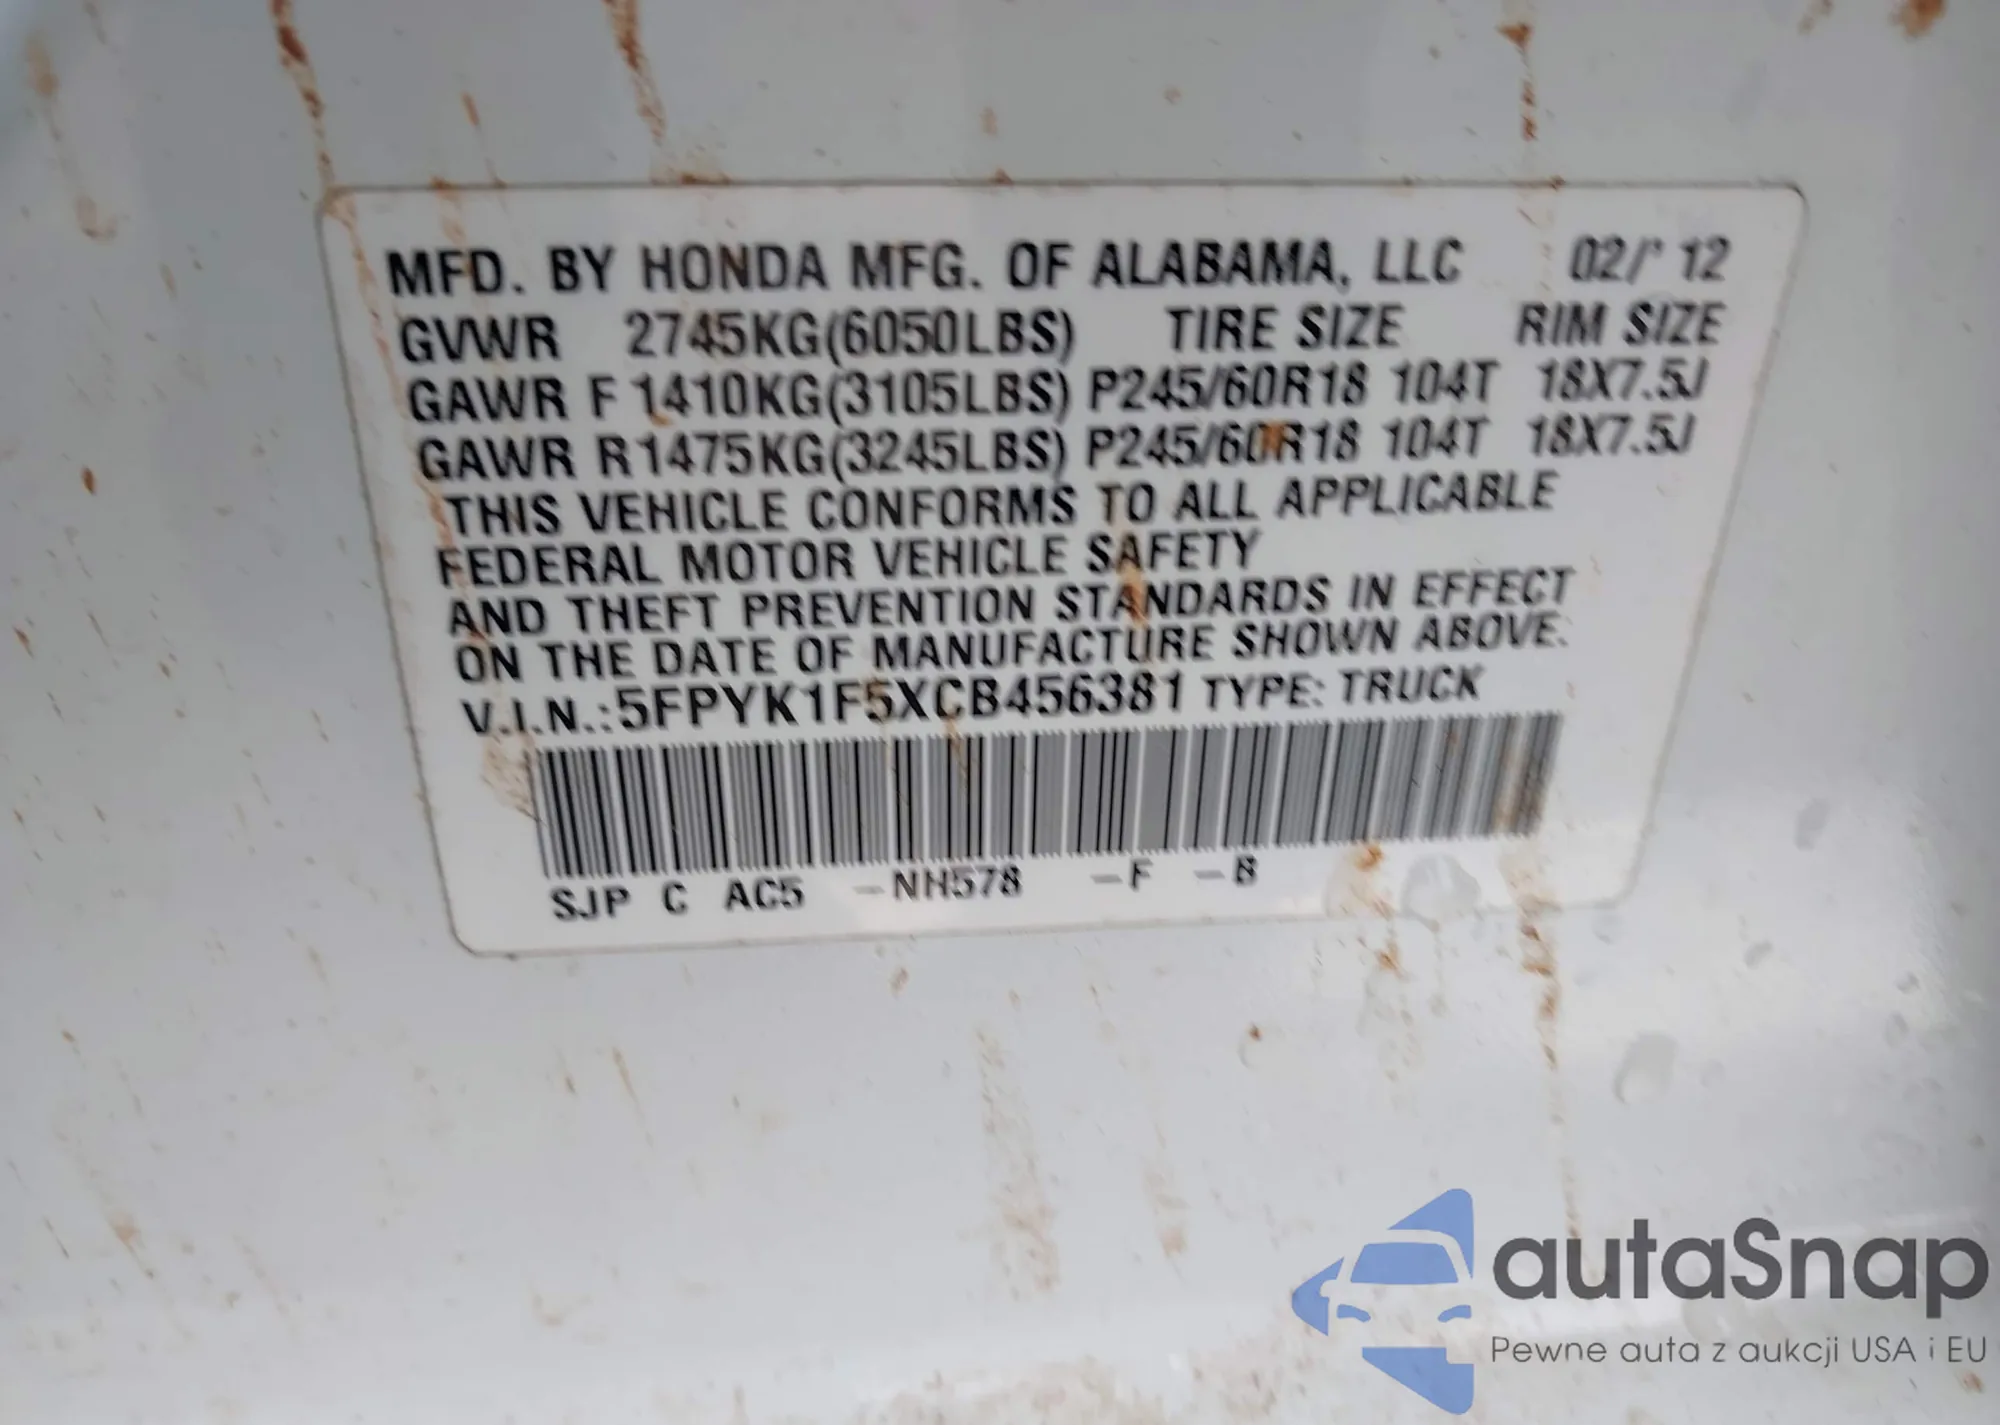 MFD. BY HONDA MFG. OF ALABAMA, LLC 02/' 12
GVWR 2745KG(6050LBS) TIRE SIZE RIM SIZE
GAWR F 1410KG(3105LBS) P245/60R18 104T 18X7.5J
GAWR R1475KG(3245LBS) P245/60R18 104T 18X7.5J
THIS VEHICLE CONFORMS TO ALL APPLICABLE
FEDERAL MOTOR VEHICLE SAFETY
AND THEFT PREVENTION STANDARDS IN EFFECT
ON THE DATE OF MANUFACTURE SHOWN ABOVE.
V.I.N.:5FPYK1F5XCB456381 TYPE: TRUCK
SJP C AC5 -NH578 -F -B
autaSnap
Pewne auta z aukcji USA i EU